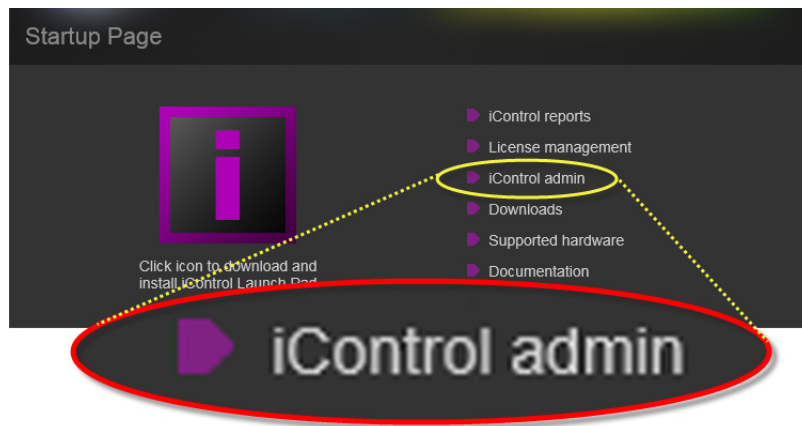 Startup Page
i
Click icon to download and
install iControl Launch Pad
iControl reports
License management
iControl admin
Downloads
Supported hardware
Documentation
iControl admin